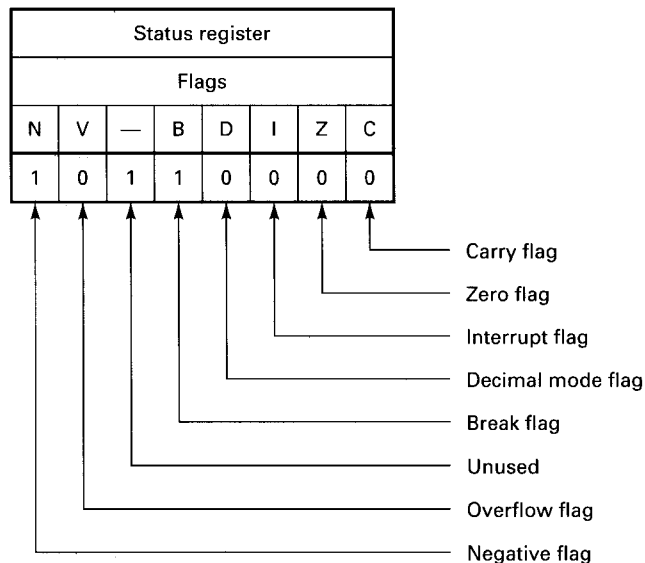 Status register
Flags
N V — B D I Z C
1 0 1 1 0 0 0 0
Carry flag
Zero flag
Interrupt flag
Decimal mode flag
Break flag
Unused
Overflow flag
Negative flag